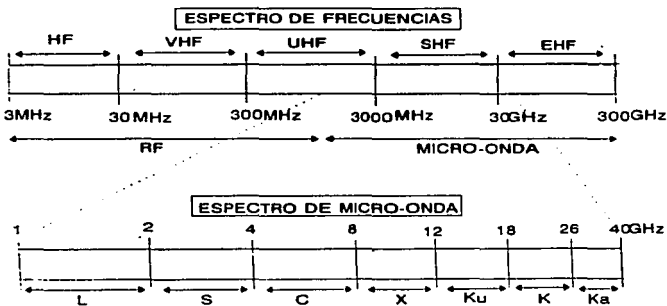 ESPECTRO DE FRECUENCIAS
HF VHF UHF SHF EHF
3MHz 30MHz 300MHz 3000MHz 30GHz 300GHz
RF MICRO-ONDA
ESPECTRO DE MICRO-ONDA
1 2 4 8 12 18 26 40GHz
L S C X Ku K Ka